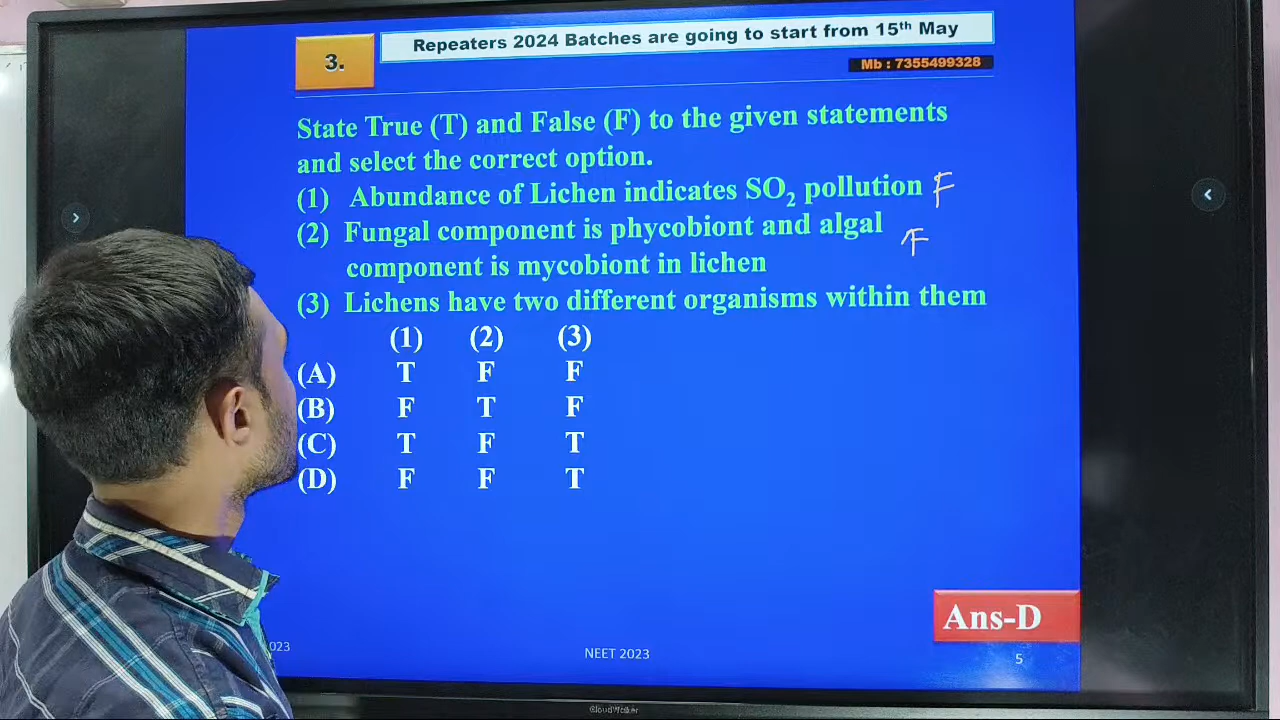 3.
Repeaters 2024 Batches are going to start from 15th May
Mb : 7355499328
State True (T) and False (F) to the given statements
and select the correct option.
(1) Abundance of Lichen indicates SO₂ pollution F
(2) Fungal component is phycobiont and algal
component is mycobiont in lichen F
(3) Lichens have two different organisms within them
(1) (2) (3)
(A) T F F
(B) F T F
(C) T F T
(D) F F T
Ans-D
023
NEET 2023
5
CloudWalker